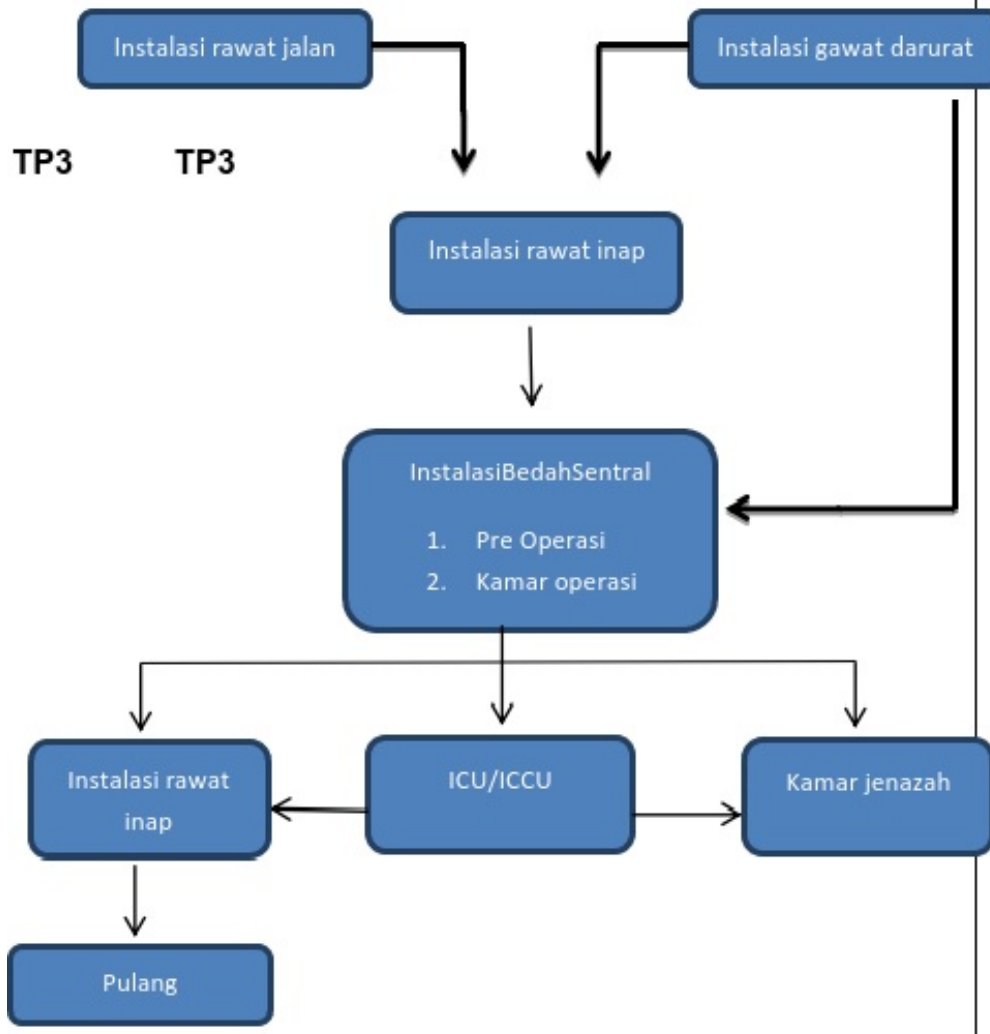 Instalasi rawat jalan
Instalasi gawat darurat
TP3 TP3
Instalasi rawat inap
InstalasiBedahSentral
1. Pre Operasi
2. Kamar operasi
Instalasi rawat
inap
ICU/ICCU
Kamar jenazah
Pulang